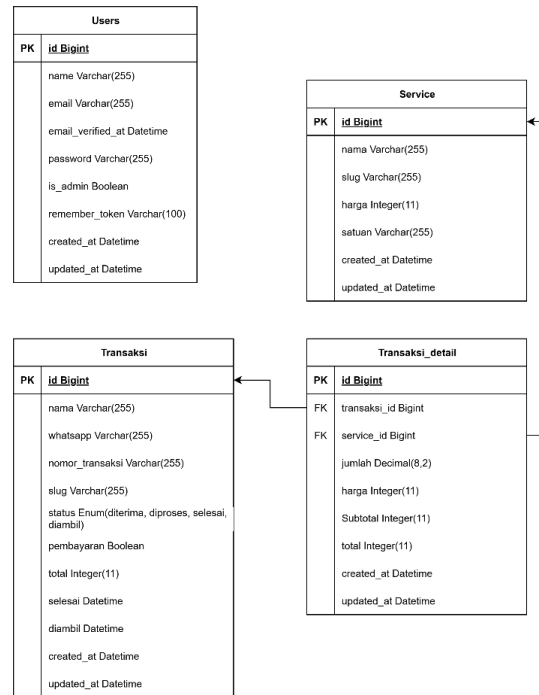 Users
PK id Bigint
name Varchar(255)
email Varchar(255)
email_verified_at Datetime
password Varchar(255)
is_admin Boolean
remember_token Varchar(100)
created_at Datetime
updated_at Datetime
Service
PK id Bigint
nama Varchar(255)
slug Varchar(255)
harga Integer(11)
satuan Varchar(255)
created_at Datetime
updated_at Datetime
Transaksi
PK id Bigint
nama Varchar(255)
whatsapp Varchar(255)
nomor_transaksi Varchar(255)
slug Varchar(255)
status Enum(diterima, diproses, selesai,
diambil)
pembayaran Boolean
total Integer(11)
selesai Datetime
diambil Datetime
created_at Datetime
updated_at Datetime
Transaksi_detail
PK id Bigint
FK transaksi_id Bigint
FK service_id Bigint
jumlah Decimal(8,2)
harga Integer(11)
Subtotal Integer(11)
total Integer(11)
created_at Datetime
updated_at Datetime